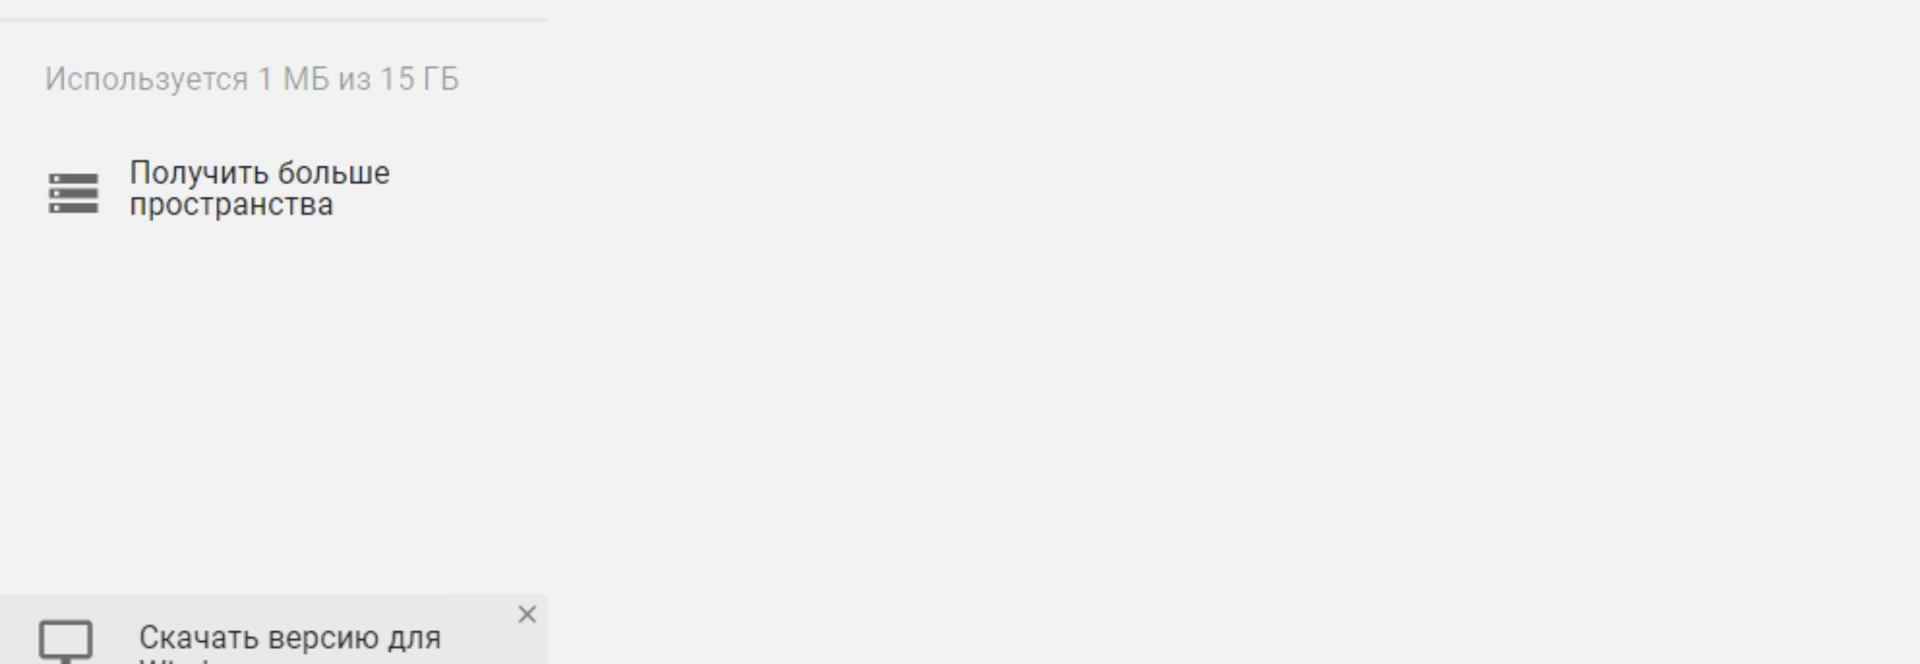 Используется 1 МБ из 15 ГБ
Получить больше
пространства
Скачать версию для